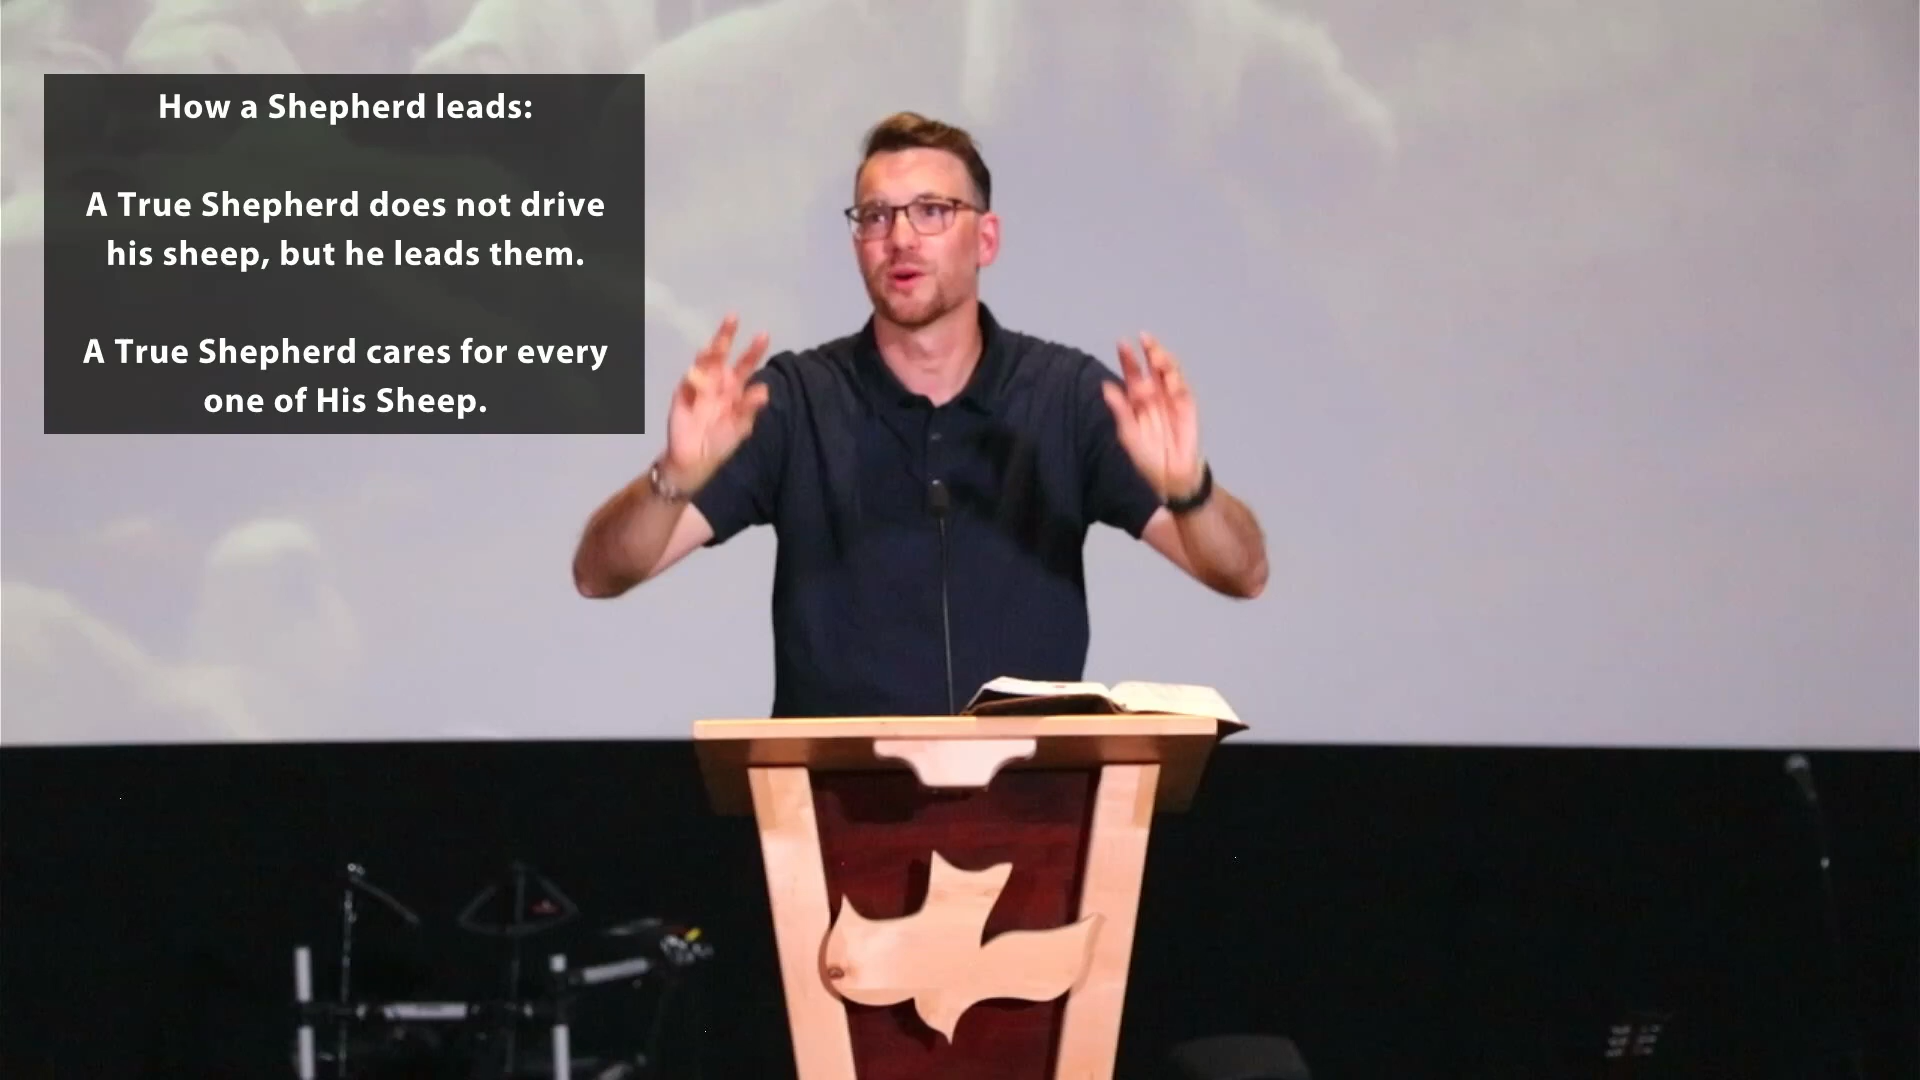 How a Shepherd leads:
A True Shepherd does not drive
his sheep, but he leads them.
A True Shepherd cares for every
one of His Sheep.